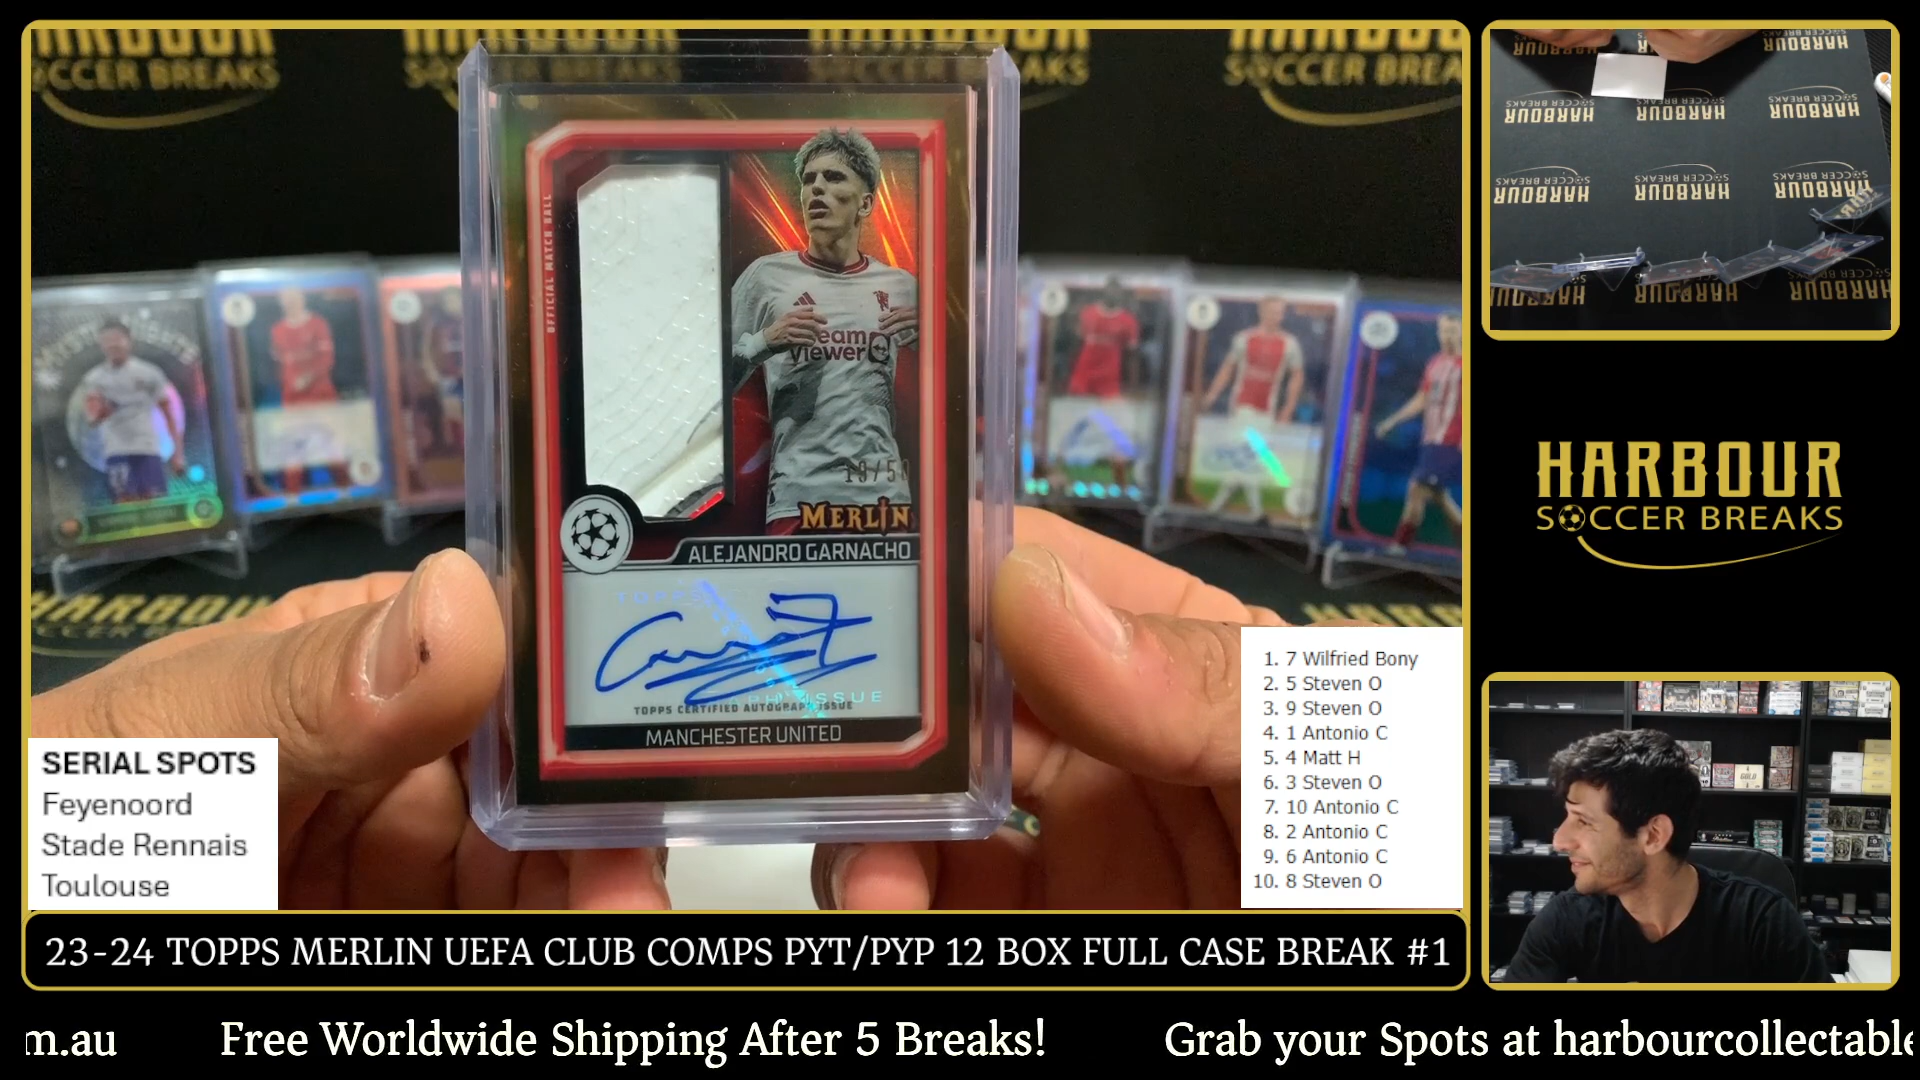 HARBOUR
SOCCER BREAKS
OFFICIAL MATCH BALL
Team
Viewer
19/50
MERLIN
ALEJANDRO GARNACHO
TOPPS CERTIFIED AUTOGRAPH ISSUE
MANCHESTER UNITED
SERIAL SPOTS
Feyenoord
Stade Rennais
Toulouse
1. 7 Wilfried Bony
2. 5 Steven O
3. 9 Steven O
4. 1 Antonio C
5. 4 Matt H
6. 3 Steven O
7. 10 Antonio C
8. 2 Antonio C
9. 6 Antonio C
10. 8 Steven O
HARBOUR
SOCCER BREAKS
23-24 TOPPS MERLIN UEFA CLUB COMPS PYT/PYP 12 BOX FULL CASE BREAK #1
m.au Free Worldwide Shipping After 5 Breaks! Grab your Spots at harbourcollectable